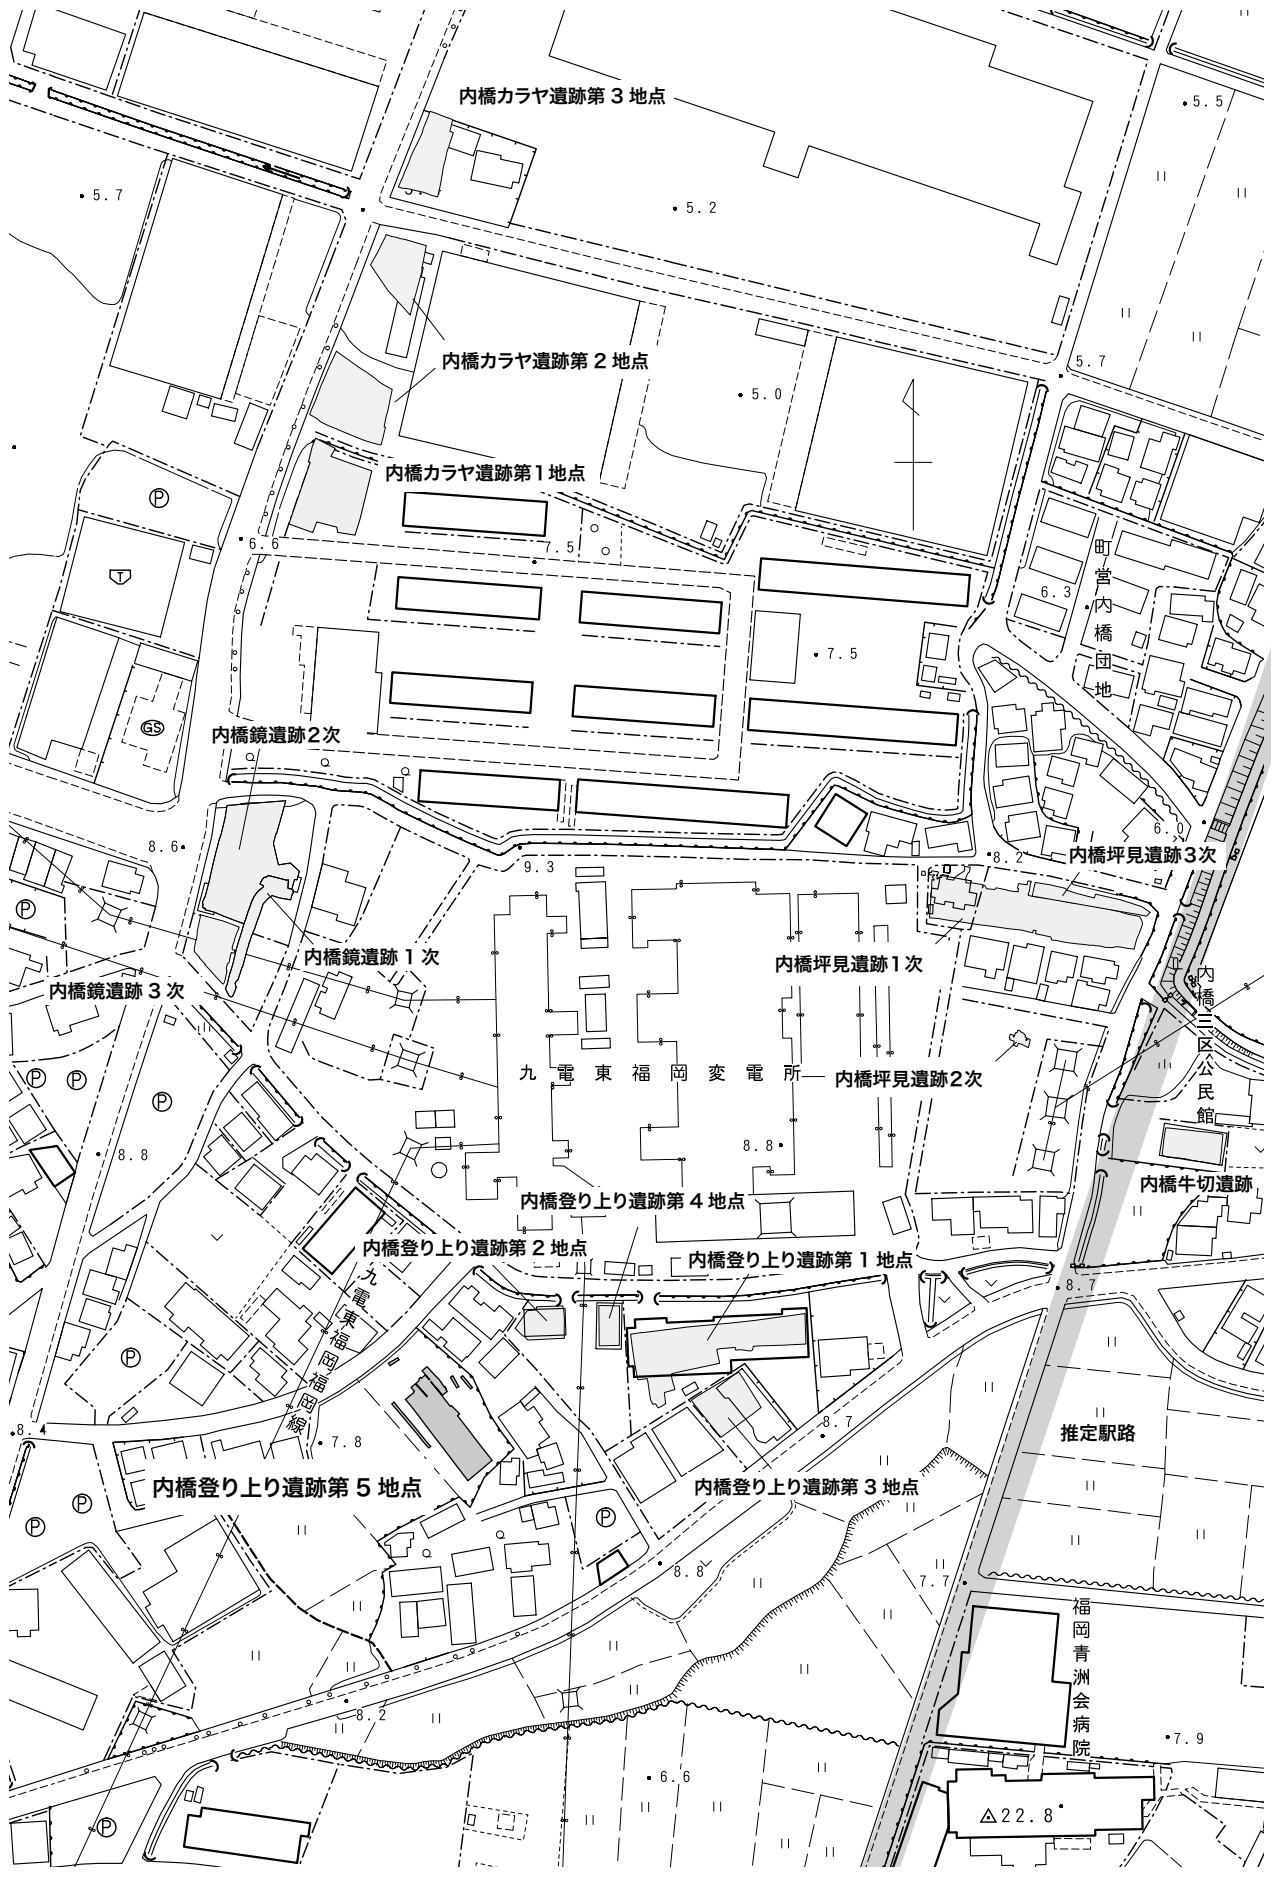 内橋カラヤ遺跡第 3 地点
5.5
5.7
5.2
内橋カラヤ遺跡第 2 地点
5.7
5.0
内橋カラヤ遺跡第1地点
P
6.6
7.5
T
町営内橋団地
6.3
7.5
GS
内橋鏡遺跡2次
6.0
8.6
9.3
8.2
内橋坪見遺跡3次
P
内橋鏡遺跡 1 次
内橋坪見遺跡1次
内橋鏡遺跡 3 次
内橋三区公民館
九電東福岡変電所
内橋坪見遺跡2次
P
P
P
8.8
8.8
内橋牛切遺跡
内橋登り上り遺跡第 4 地点
内橋登り上り遺跡第 2 地点
内橋登り上り遺跡第 1 地点
九電東福岡福岡線
8.7
P
8.4
7.8
8.7
推定駅路
内橋登り上り遺跡第 5 地点
内橋登り上り遺跡第 3 地点
P
P
P
8.8
7.7
福岡青洲会病院
8.2
7.9
6.6
22.8
P